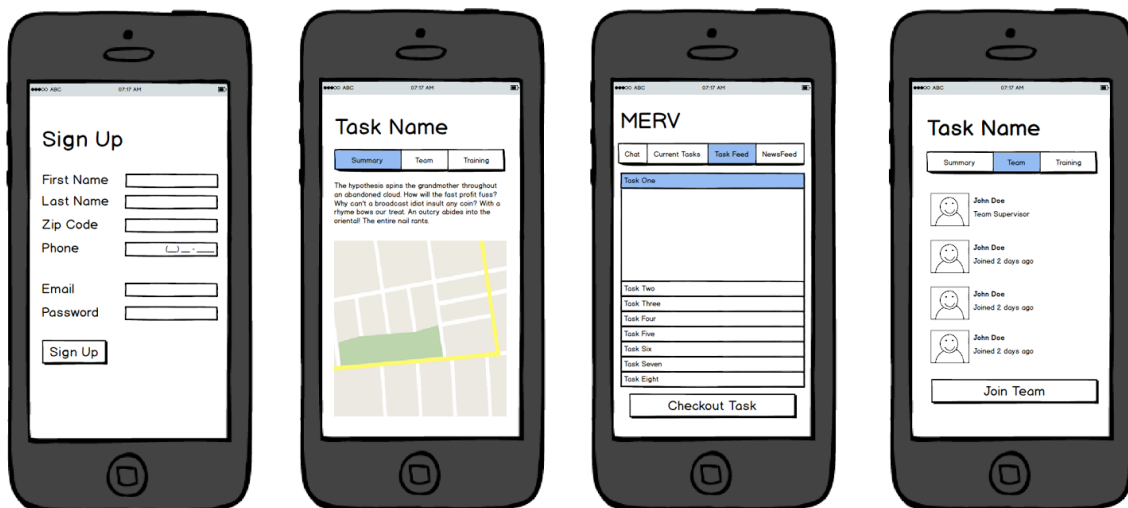 ABC 07:17 AM
Sign Up
First Name
Last Name
Zip Code
Phone (__) __ - ____
Email
Password
Sign Up
ABC 07:17 AM
Task Name
Summary Team Training
The hypothesis spins the grandmother throughout
an abandoned cloud. How will the fast profit fuss?
Why can't a broadcast idiot insult any coin? With a
rhyme bows our treat. An outcry abides into the
oriental! The entire nail rants.
ABC 07:17 AM
MERV
Chat Current Tasks Task Feed NewsFeed
Task One
Task Two
Task Three
Task Four
Task Five
Task Six
Task Seven
Task Eight
Checkout Task
ABC 07:17 AM
Task Name
Summary Team Training
John Doe
Team Supervisor
John Doe
Joined 2 days ago
John Doe
Joined 2 days ago
John Doe
Joined 2 days ago
Join Team